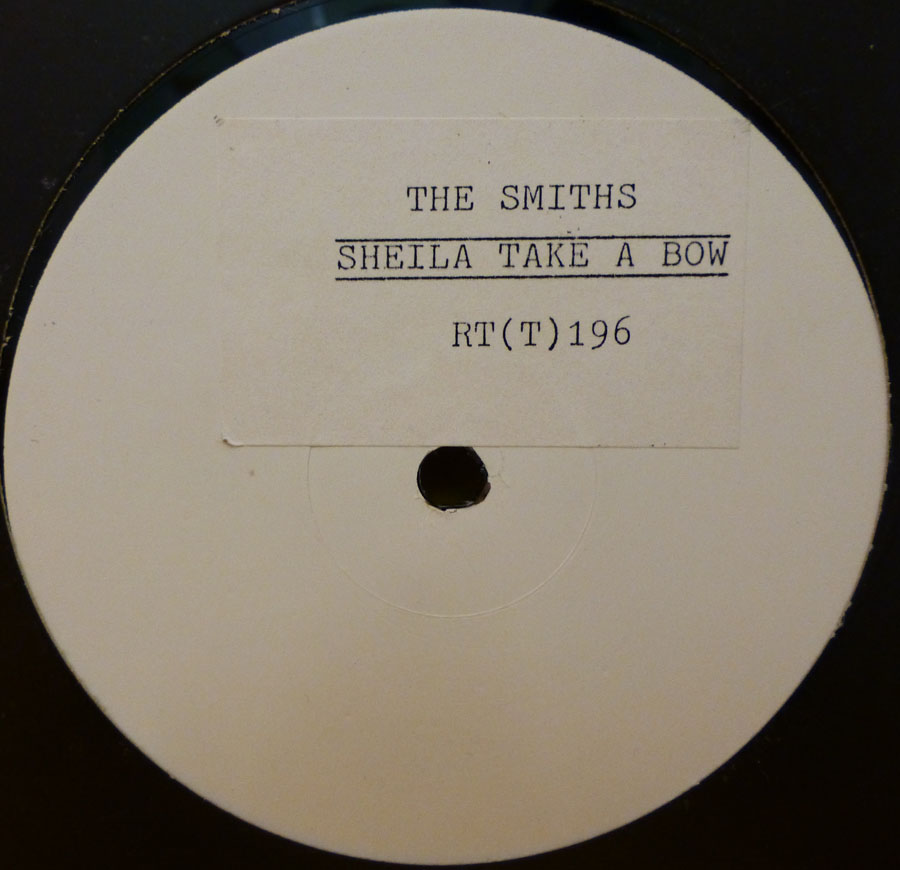 THE SMITHS
SHEILA TAKE A BOW
RT(T)196